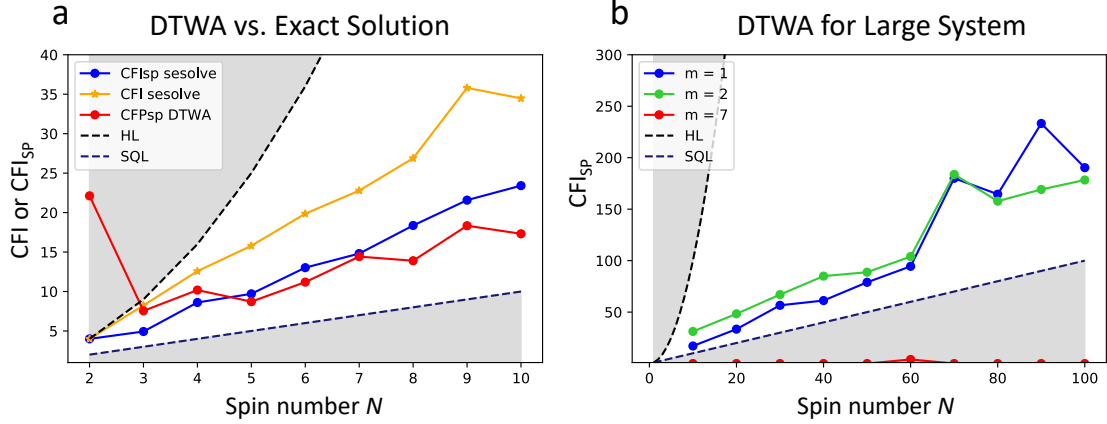 a
DTWA vs. Exact Solution
CFI or CFI_SP
40
35
30
25
20
15
10
5
CFIsp sesolve
CFI sesolve
CFPsp DTWA
HL
SQL
2 3 4 5 6 7 8 9 10
Spin number N
b
DTWA for Large System
CFI_SP
300
250
200
150
100
50
m = 1
m = 2
m = 7
HL
SQL
0 20 40 60 80 100
Spin number N